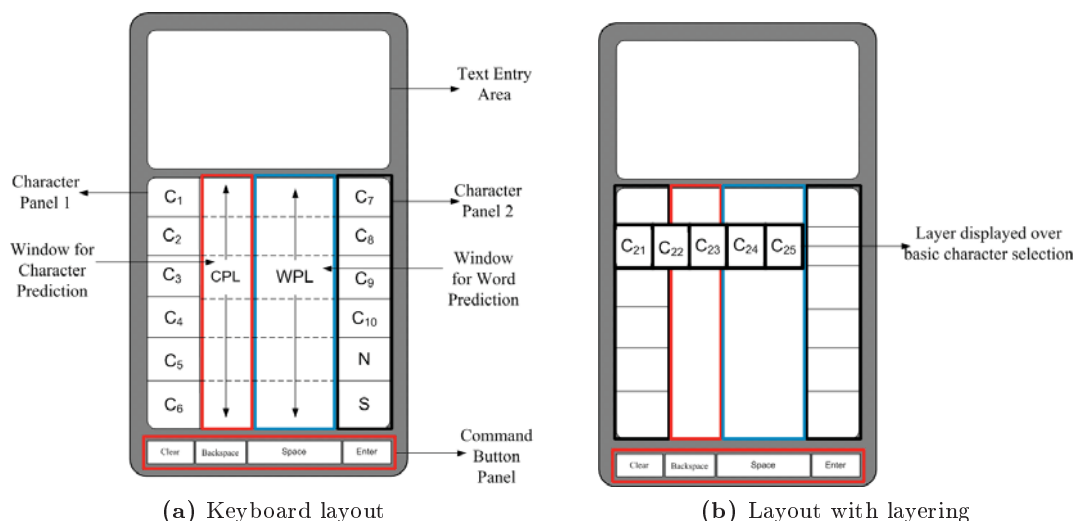 Text Entry
Area
Character
Panel 1
C1
C7
Character
Panel 2
C2
C8
Window for
Character
Prediction
C3
CPL
WPL
C9
Window
for Word
Prediction
C4
C10
C5
N
C6
S
Clear
Backspace
Space
Enter
Command
Button
Panel
(a) Keyboard layout
C21
C22
C23
C24
C25
Layer displayed over
basic character selection
Clear
Backspace
Space
Enter
(b) Layout with layering